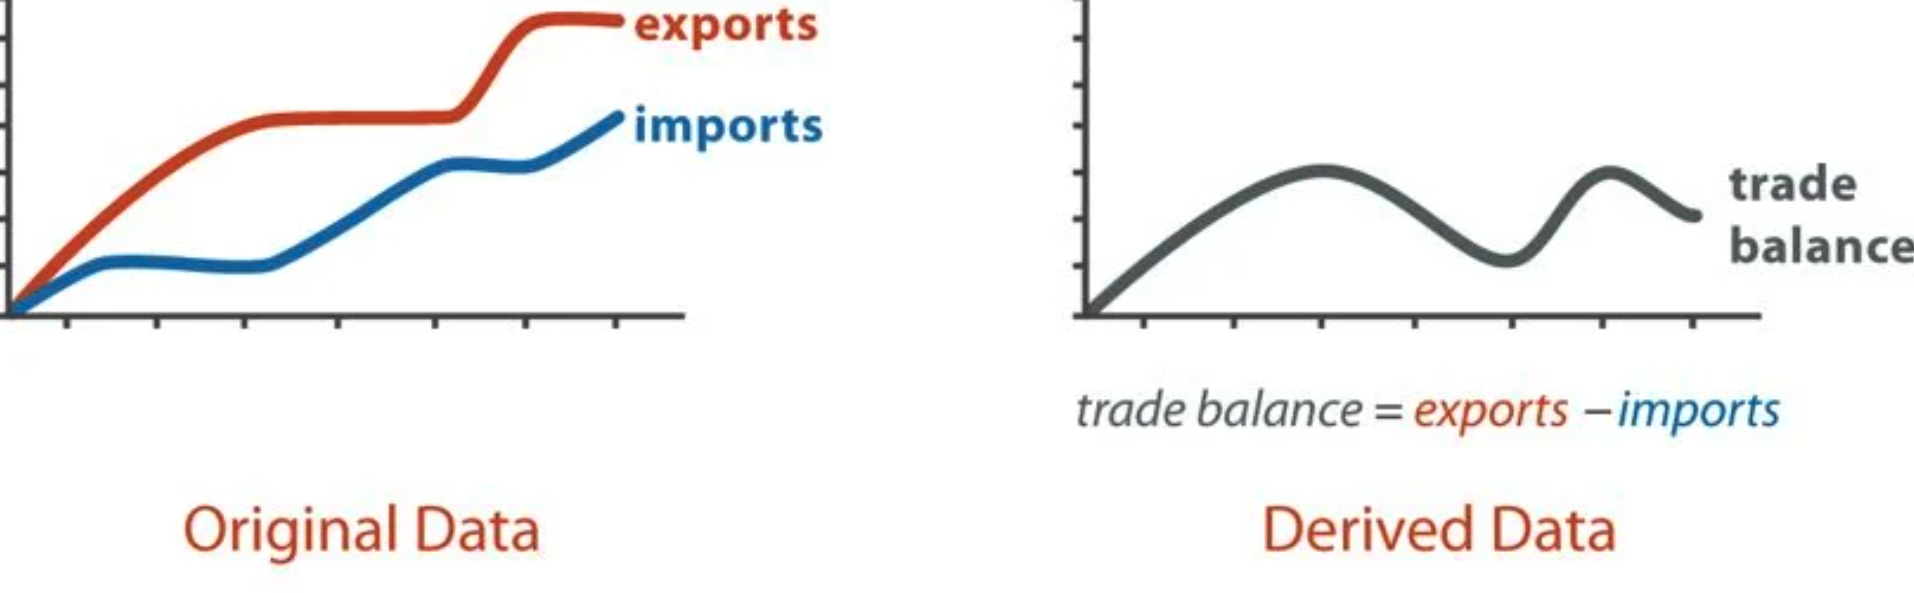 exports
imports
trade
balance
trade balance = exports – imports
Original Data
Derived Data